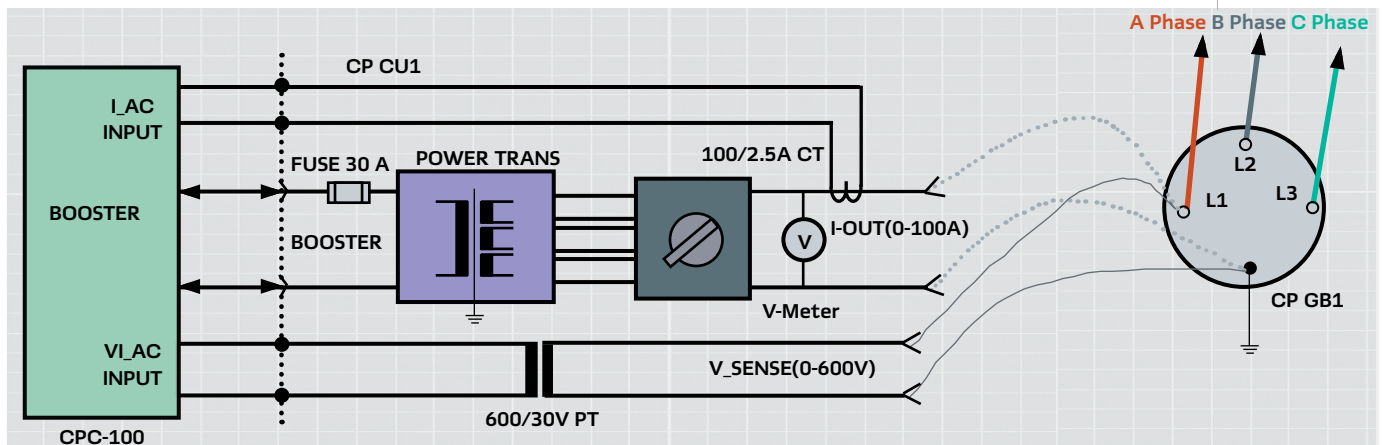 A Phase B Phase C Phase
CP CU1
I_AC
INPUT
FUSE 30 A
POWER TRANS
100/2.5A CT
L2
L1
L3
BOOSTER
BOOSTER
V
I-OUT(0-100A)
V-Meter
CP GB1
VI_AC
INPUT
V_SENSE(0-600V)
600/30V PT
CPC-100